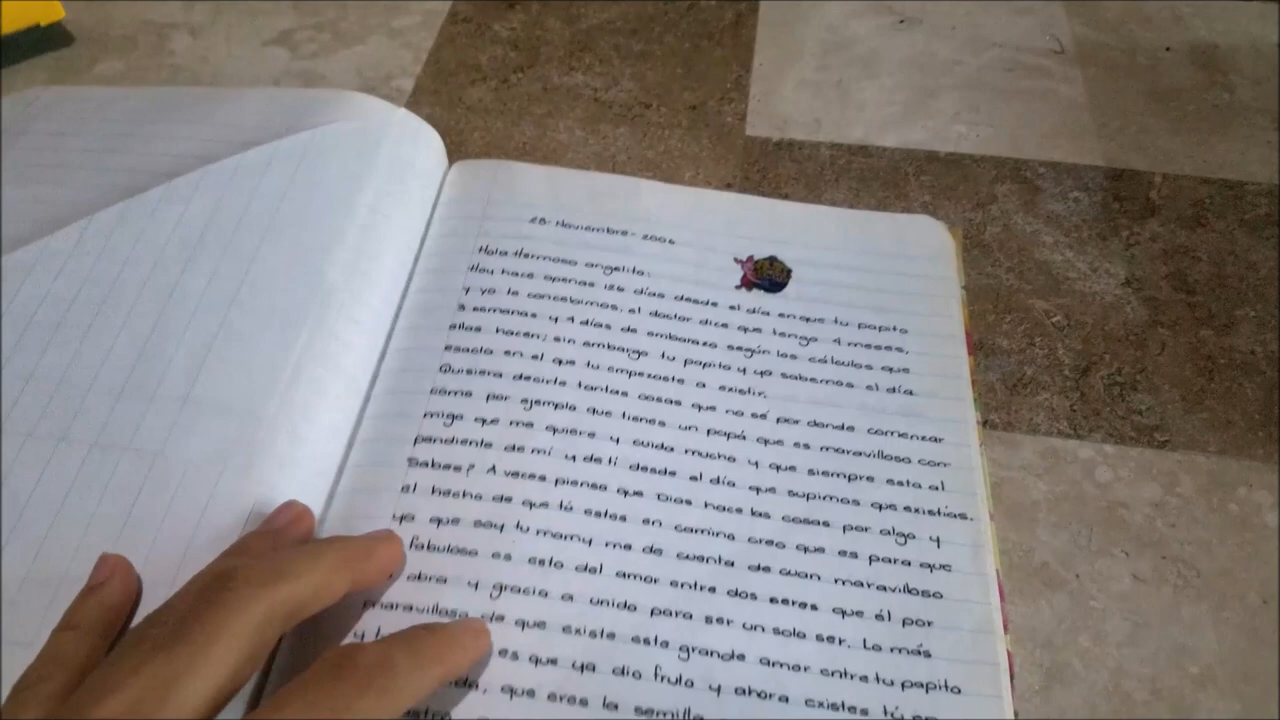 28-Noviembre-2006
Hola Hermoso angelito:
Hoy hace apenas 126 días desde el día en que tu papito
y yo te concebimos, el doctor dice que tengo 4 meses,
3 semanas y 4 días de embarazo según los cálculos que
ellos hacen; sin embargo tu papito y yo sabemos el día
exacto en el que tu empezaste a existir.
Quisiera decirte tantas cosas que no sé por donde comenzar
como por ejemplo que tienes un papá que es maravilloso con-
migo que me quiere y cuida mucho y que siempre esta al
pendiente de mí y de ti desde el día que supimos que existías.
Sabes? A veces pienso que Dios hace las cosas por algo y
el hecho de que tú estes en camino creo que es para que
yo que soy tu mamy me de cuenta de cuan maravilloso
fabuloso es esto del amor entre dos seres que él por
obra y gracia a unido para ser un solo ser. Lo más
maravilloso de que existe este grande amor entre tu papito
y es que ya dio fruto y ahora existes tú en
que eres la semilla